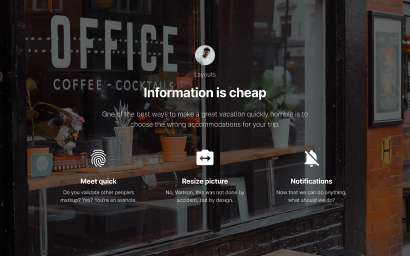 OFFICE
COFFEE - COCKTAILS
Layouts
Information is cheap
One of the best ways to make a great vacation quickly horrible is to
choose the wrong accommodations for your trip.
Meet quick
Resize picture
Notifications
Do you validate other people's
markup? Yes? You're an asshole.
No, Watson, this was not done by
accident, but by design.
Now that we can do anything,
what should we do?